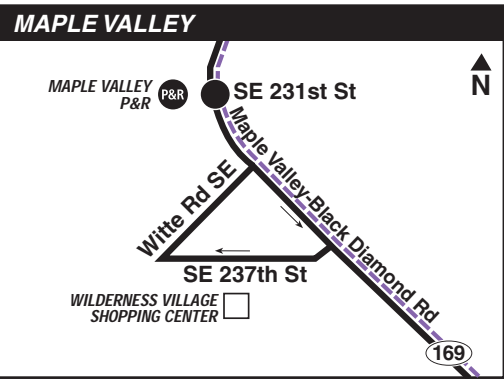 MAPLE VALLEY
MAPLE VALLEY
P&R
P&R
SE 231st St
N
Maple Valley-Black Diamond Rd
Witte Rd SE
SE 237th St
WILDERNESS VILLAGE
SHOPPING CENTER
169